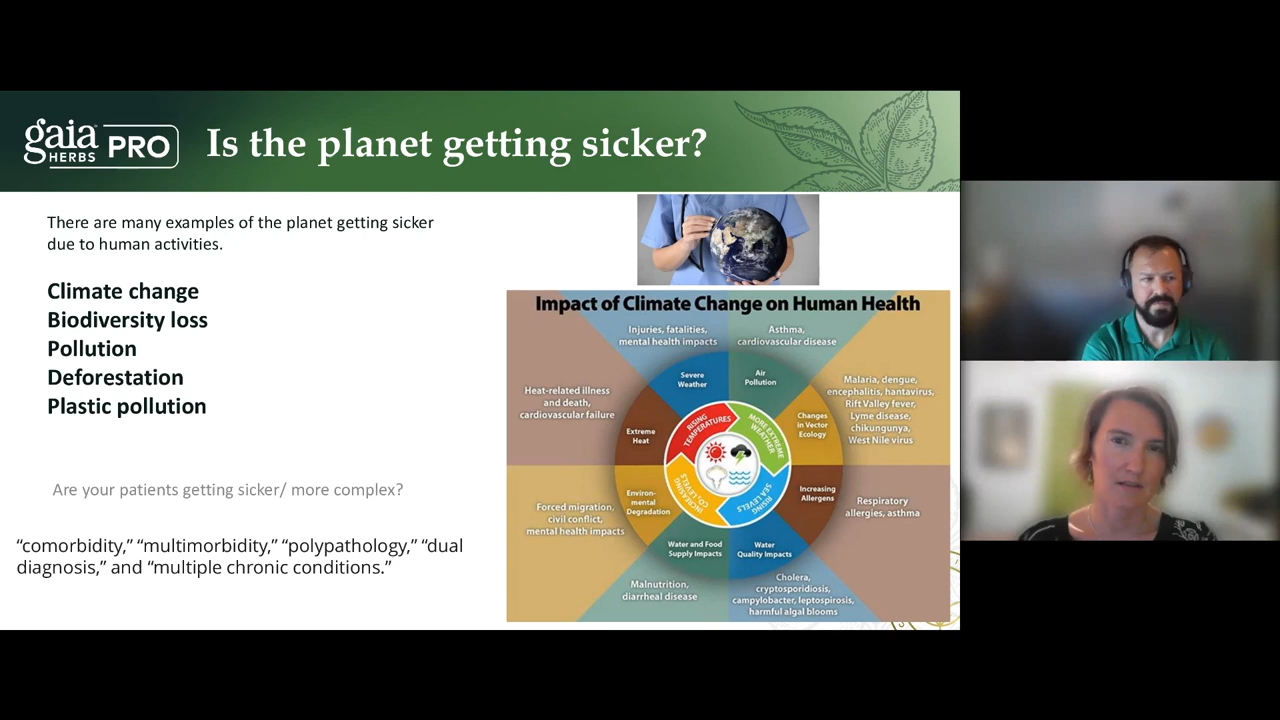 gaia
HERBS
PRO
Is the planet getting sicker?
There are many examples of the planet getting sicker
due to human activities.
Climate change
Biodiversity loss
Pollution
Deforestation
Plastic pollution
Are your patients getting sicker/ more complex?
“comorbidity,” “multimorbidity,” “polypathology,” “dual
diagnosis,” and “multiple chronic conditions.”
Impact of Climate Change on Human Health
Injuries, fatalities,
mental health impacts
Asthma,
cardiovascular disease
Heat-related illness
and death,
cardiovascular failure
Malaria, dengue,
encephalitis, hantavirus,
Rift Valley fever,
Lyme disease,
chikungunya,
West Nile virus
Severe
Weather
Air
Pollution
Extreme
Heat
Changes
in Vector
Ecology
RISING
TEMPERATURES
MORE EXTREME
WEATHER
INCREASING
CO₂ LEVELS
RISING
SEA LEVELS
Environ-
mental
Degradation
Increasing
Allergens
Forced migration,
civil conflict,
mental health impacts
Respiratory
allergies, asthma
Water and Food
Supply Impacts
Water
Quality Impacts
Malnutrition,
diarrheal disease
Cholera,
cryptosporidiosis,
campylobacter, leptospirosis,
harmful algal blooms